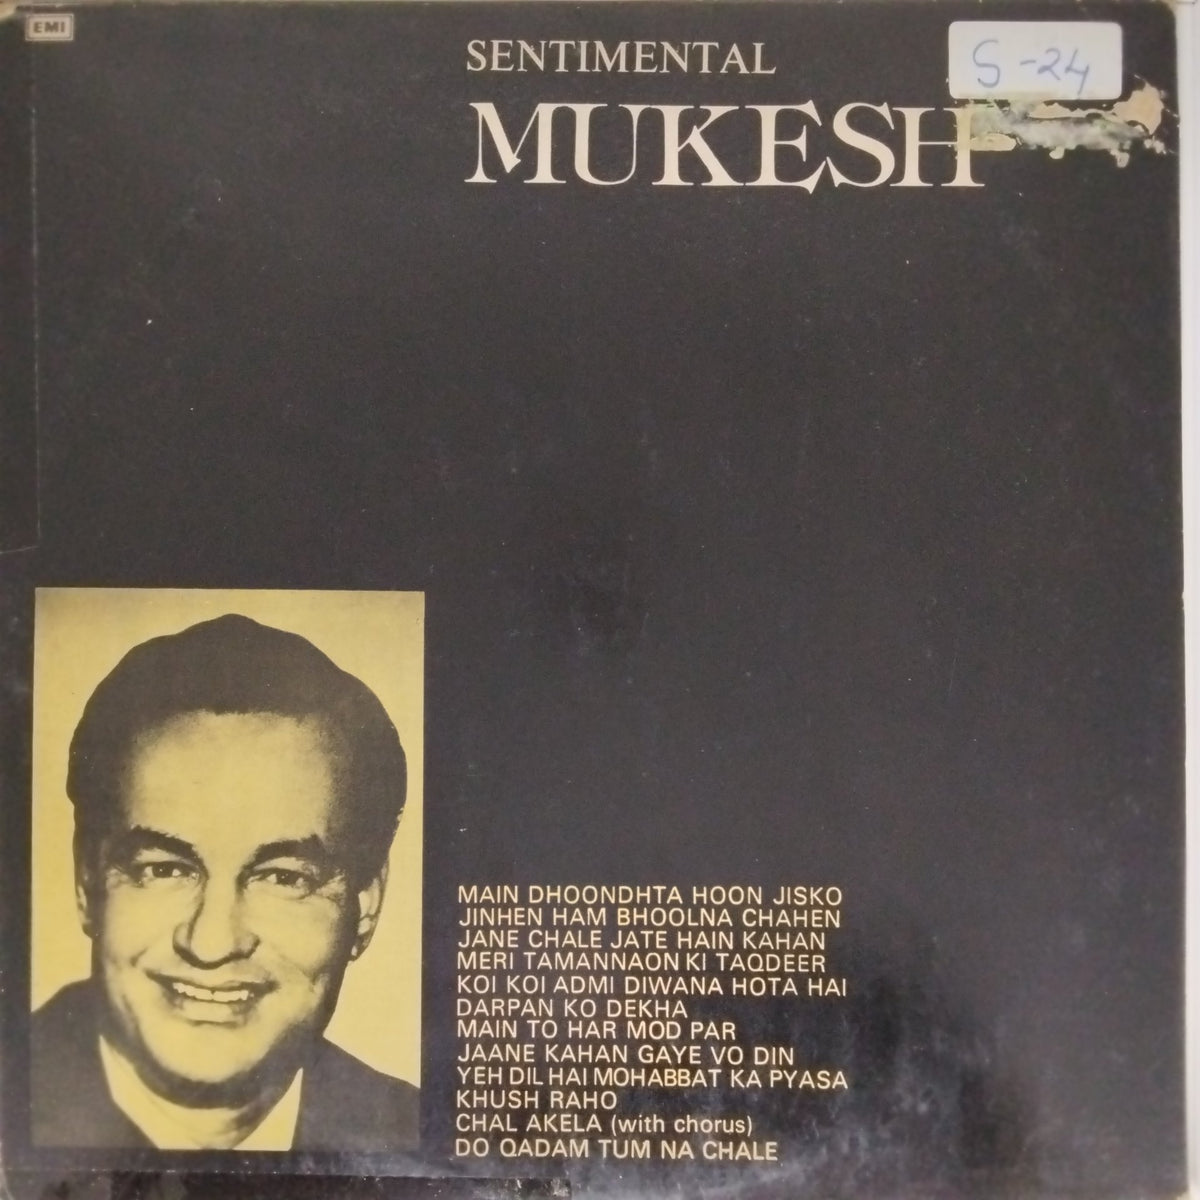 EMI
SENTIMENTAL
S-24
MUKESH
MAIN DHOONDHTA HOON JISKO
JINHEN HAM BHOOLNA CHAHEN
JANE CHALE JATE HAIN KAHAN
MERI TAMANNAON KI TAQDEER
KOI KOI ADMI DIWANA HOTA HAI
DARPAN KO DEKHA
MAIN TO HAR MOD PAR
JAANE KAHAN GAYE VO DIN
YEH DIL HAI MOHABBAT KA PYASA
KHUSH RAHO
CHAL AKELA (with chorus)
DO QADAM TUM NA CHALE